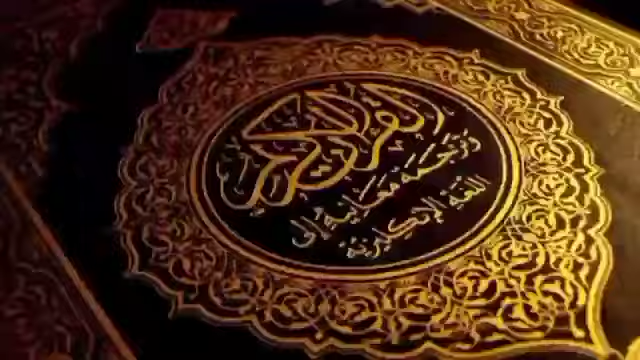 القرآن الكريم
وترجمة معانيه إلى
اللغة الإنكليزية